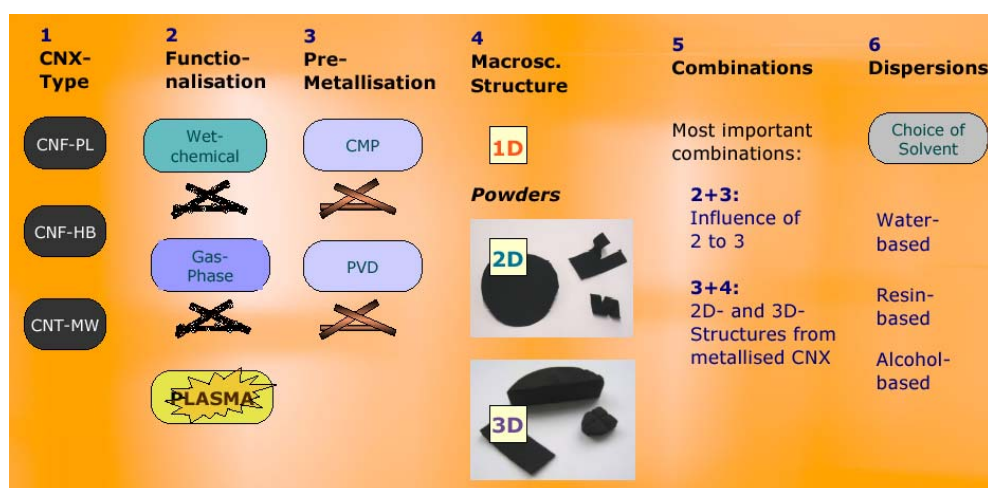 1
CNX-
Type
CNF-PL
CNF-HB
CNT-MW
2
Functio-
nalisation
Wet-
chemical
Gas-
Phase
PLASMA
3
Pre-
Metallisation
CMP
PVD
4
Macrosc.
Structure
1D
Powders
2D
3D
5
Combinations
Most important
combinations:
2+3:
Influence of
2 to 3
3+4:
2D- and 3D-
Structures from
metallised CNX
6
Dispersions
Choice of
Solvent
Water-
based
Resin-
based
Alcohol-
based